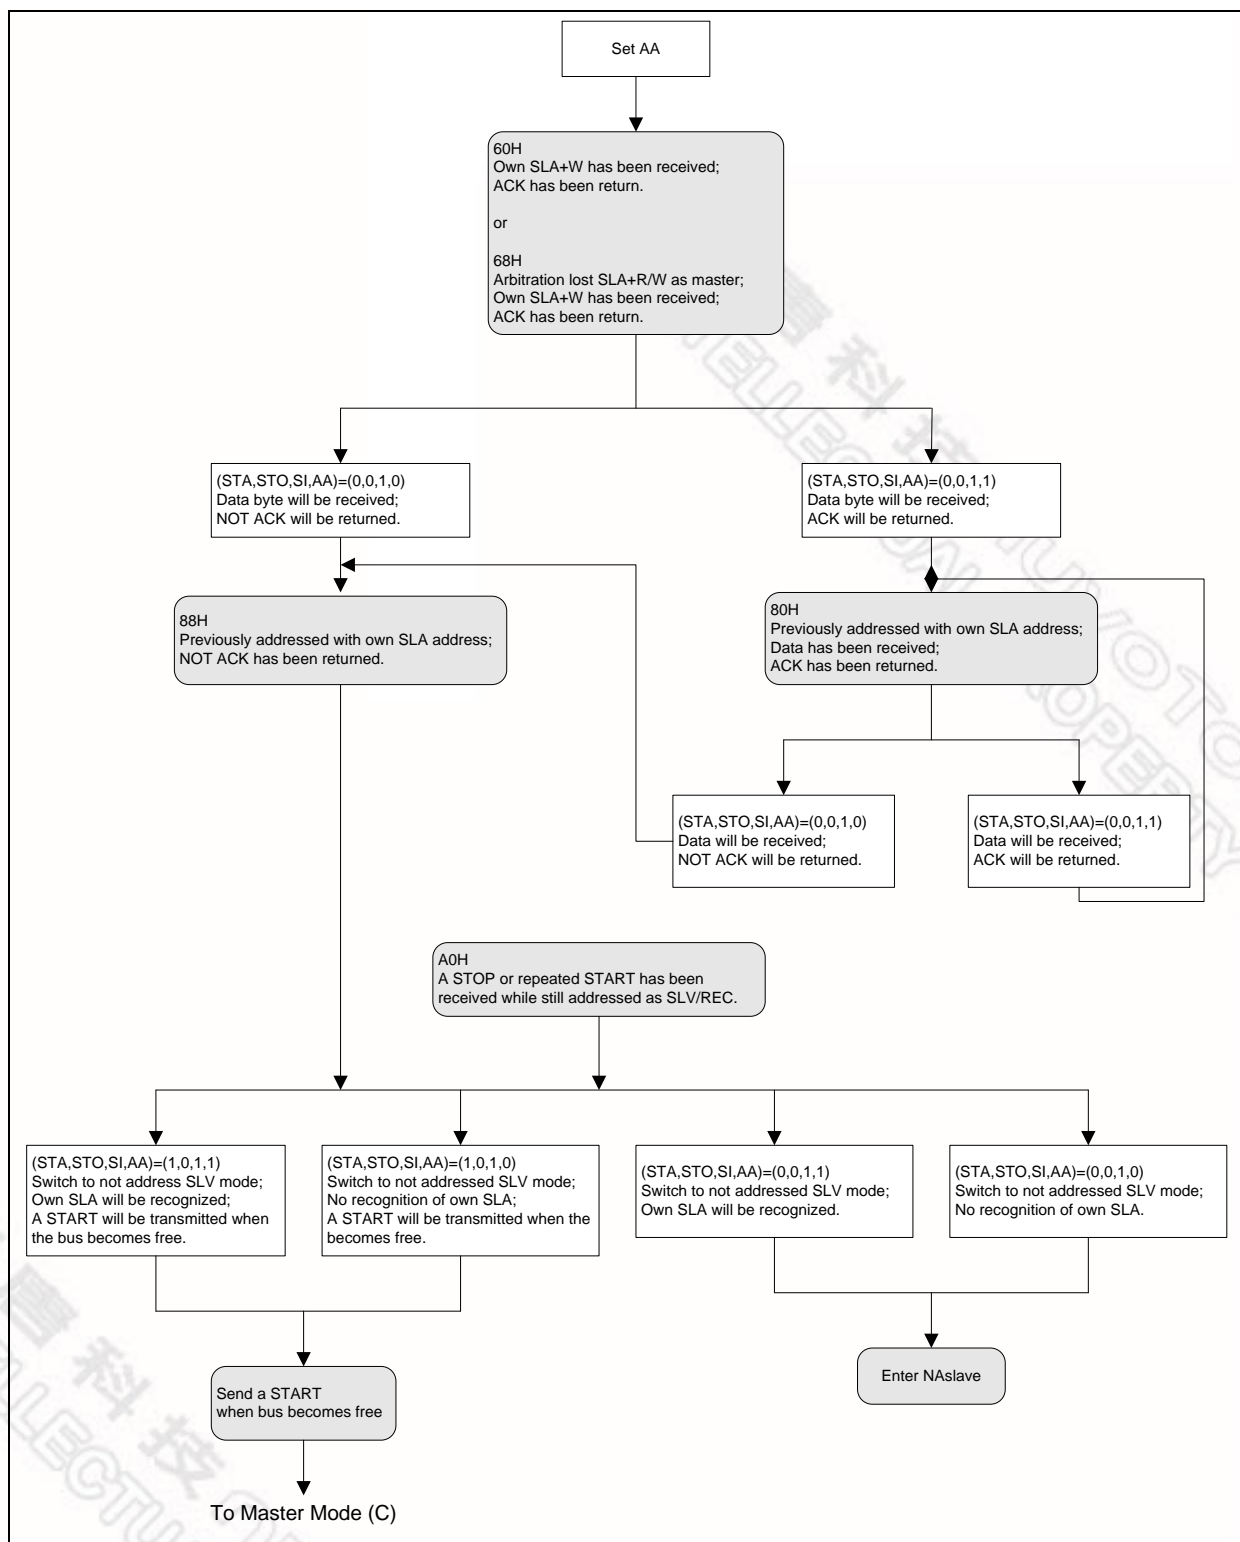 Set AA
60H
Own SLA+W has been received;
ACK has been return.
or
68H
Arbitration lost SLA+R/W as master;
Own SLA+W has been received;
ACK has been return.
(STA,STO,SI,AA)=(0,0,1,0)
Data byte will be received;
NOT ACK will be returned.
(STA,STO,SI,AA)=(0,0,1,1)
Data byte will be received;
ACK will be returned.
88H
Previously addressed with own SLA address;
NOT ACK has been returned.
80H
Previously addressed with own SLA address;
Data has been received;
ACK has been returned.
(STA,STO,SI,AA)=(0,0,1,0)
Data will be received;
NOT ACK will be returned.
(STA,STO,SI,AA)=(0,0,1,1)
Data will be received;
ACK will be returned.
A0H
A STOP or repeated START has been
received while still addressed as SLV/REC.
(STA,STO,SI,AA)=(1,0,1,1)
Switch to not address SLV mode;
Own SLA will be recognized;
A START will be transmitted when
the bus becomes free.
(STA,STO,SI,AA)=(1,0,1,0)
Switch to not addressed SLV mode;
No recognition of own SLA;
A START will be transmitted when the
becomes free.
(STA,STO,SI,AA)=(0,0,1,1)
Switch to not addressed SLV mode;
Own SLA will be recognized.
(STA,STO,SI,AA)=(0,0,1,0)
Switch to not addressed SLV mode;
No recognition of own SLA.
Send a START
when bus becomes free
Enter NAslave
To Master Mode (C)